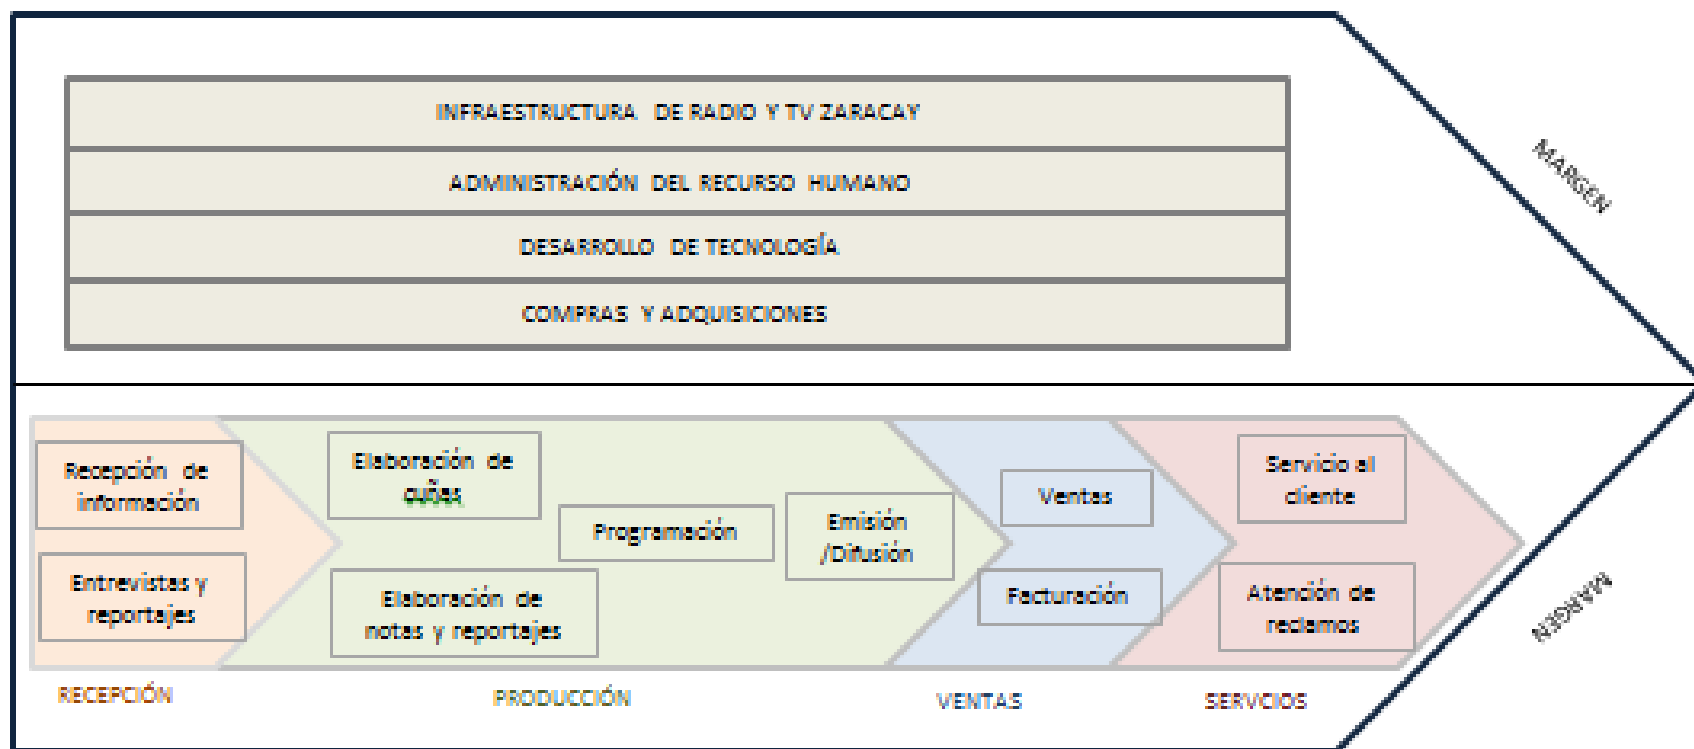 INFRAESTRUCTURA DE RADIO Y TV ZARACAY
ADMINISTRACIÓN DEL RECURSO HUMANO
DESARROLLO DE TECNOLOGÍA
COMPRAS Y ADQUISICIONES
MARGEN
Recepción de
información
Entrevistas y
reportajes
Elaboración de
cuñas
Elaboración de
notas y reportajes
Programación
Emisión
/Difusión
Ventas
Facturación
Servicio al
cliente
Atención de
reclamos
MARGEN
RECEPCIÓN
PRODUCCIÓN
VENTAS
SERVCIOS